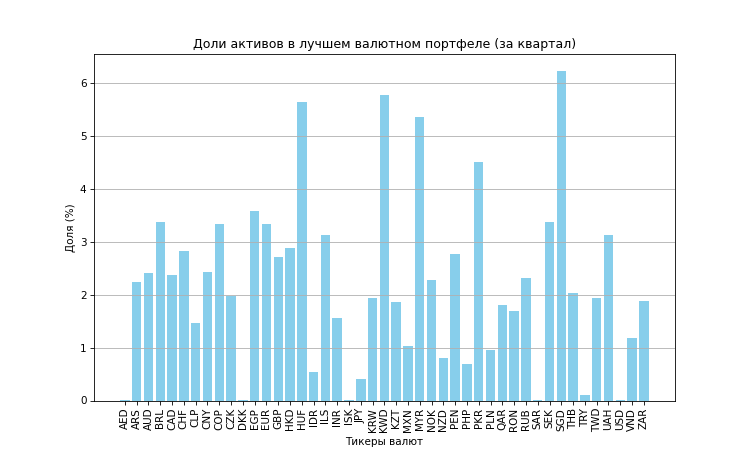 Доли активов в лучшем валютном портфеле (за квартал)
Доля (%)
6
5
4
3
2
1
0
AED ARS AUD BRL CAD CHF CLP CNY COP CZK DKK EGP EUR GBP HKD HUF IDR ILS INR ISK JPY KRW KWD KZT MXN MYR NOK NZD PEN PHP PKR PLN QAR RON RUB SAR SEK SGD THB TRY TWD UAH USD VND ZAR
Тикеры валют